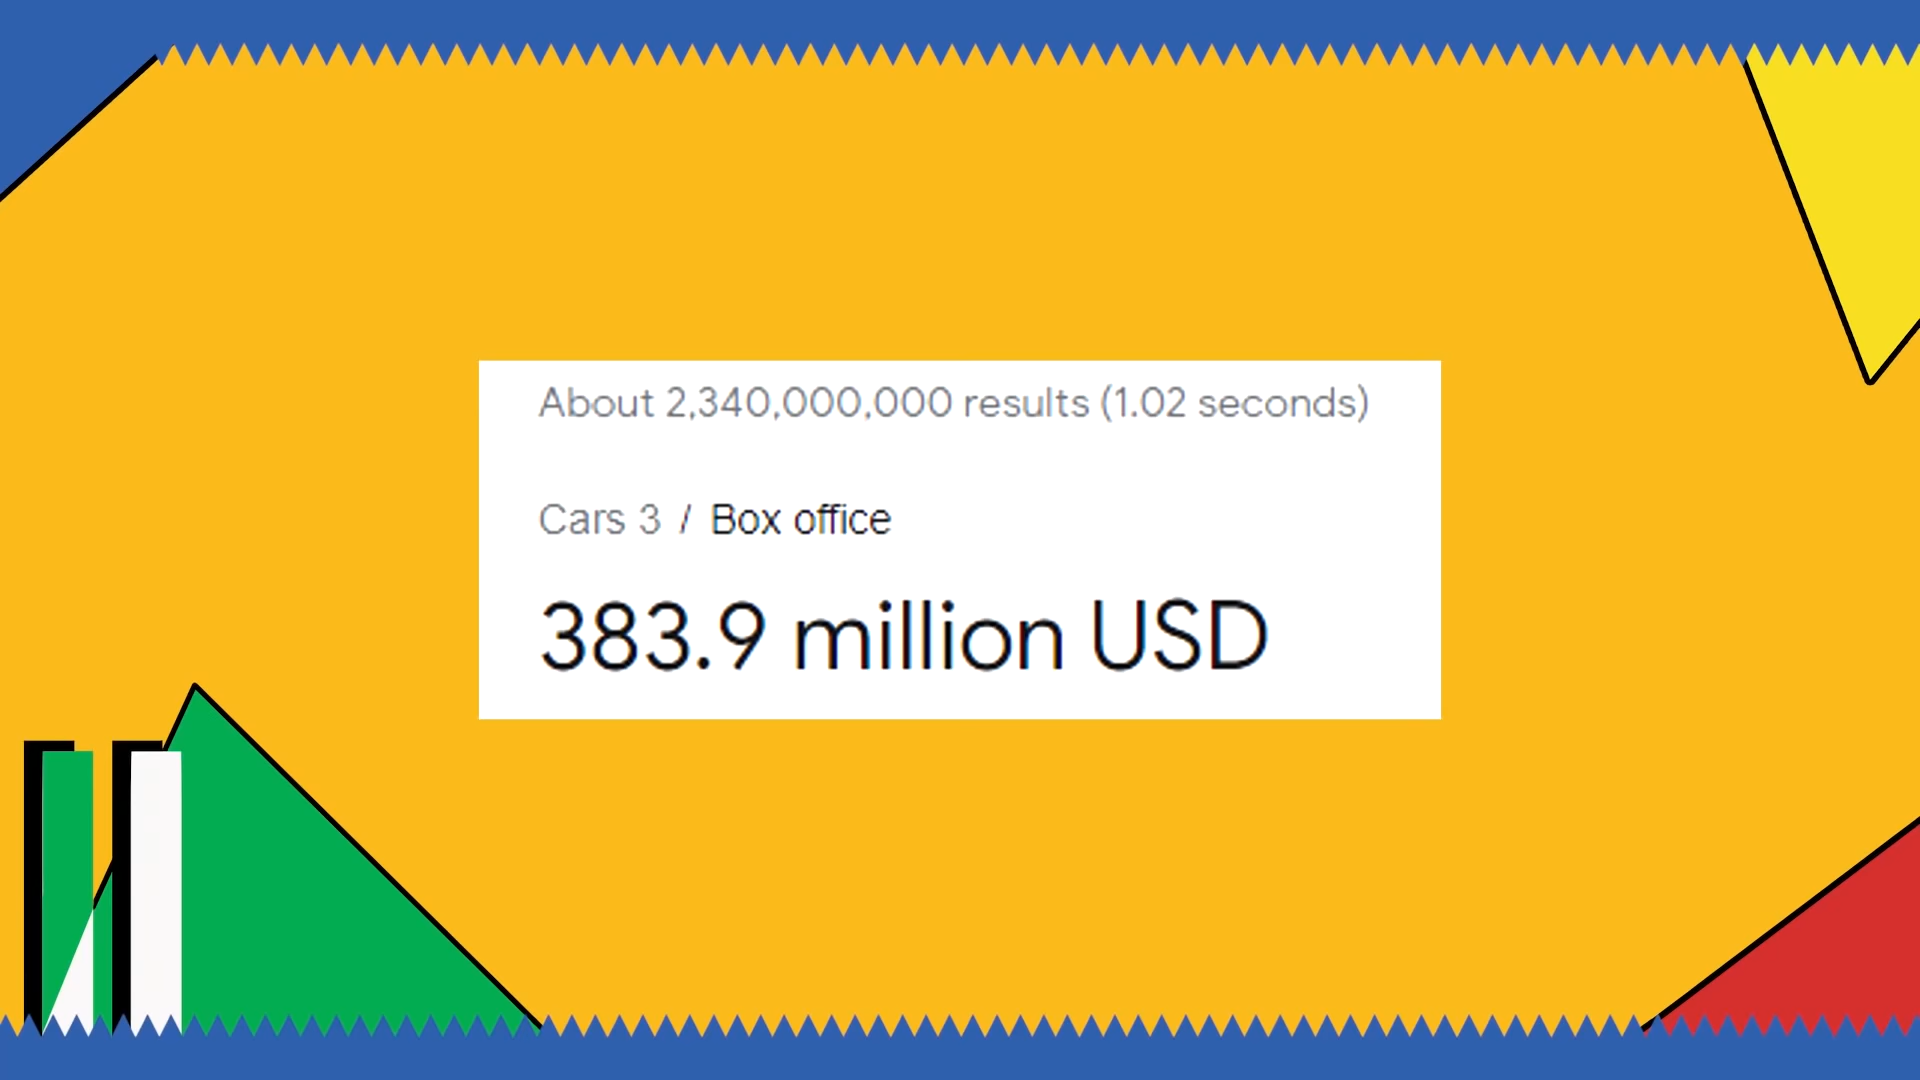 About 2,340,000,000 results (1.02 seconds)
Cars 3 / Box office
383.9 million USD